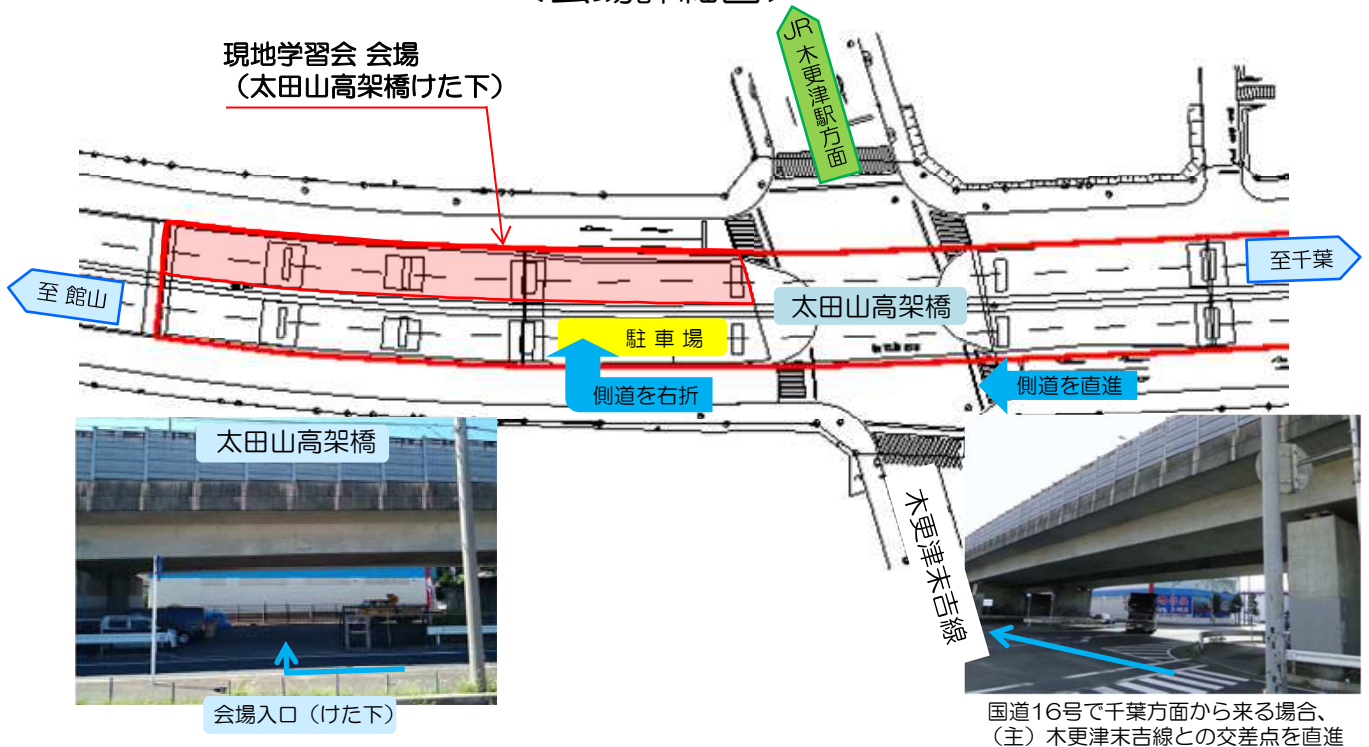 現地学習会 会場
（太田山高架橋けた下）
JR 木更津駅方面
至千葉
至 館山
太田山高架橋
駐 車 場
側道を右折
側道を直進
太田山高架橋
木更津末吉線
会場入口（けた下）
国道16号で千葉方面から来る場合、
（主）木更津末吉線との交差点を直進